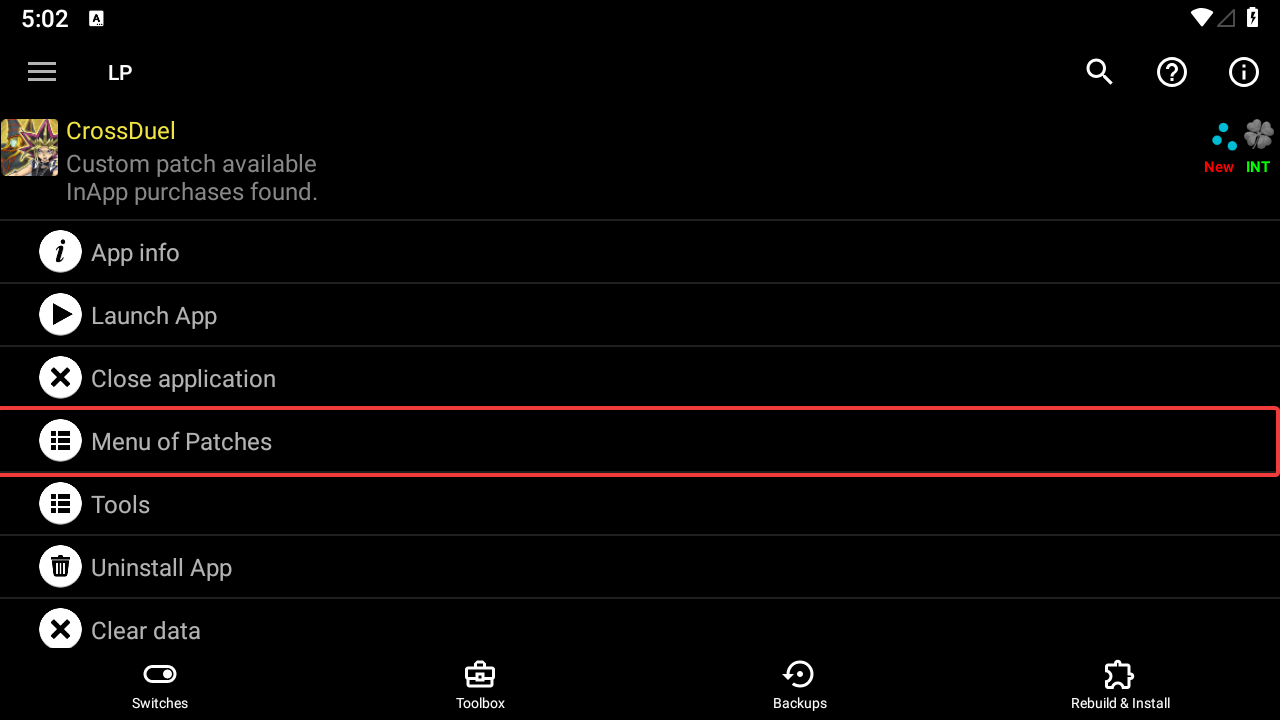 5:02
LP
CrossDuel
Custom patch available
InApp purchases found.
New INT
App info
Launch App
Close application
Menu of Patches
Tools
Uninstall App
Clear data
Switches Toolbox Backups Rebuild & Install